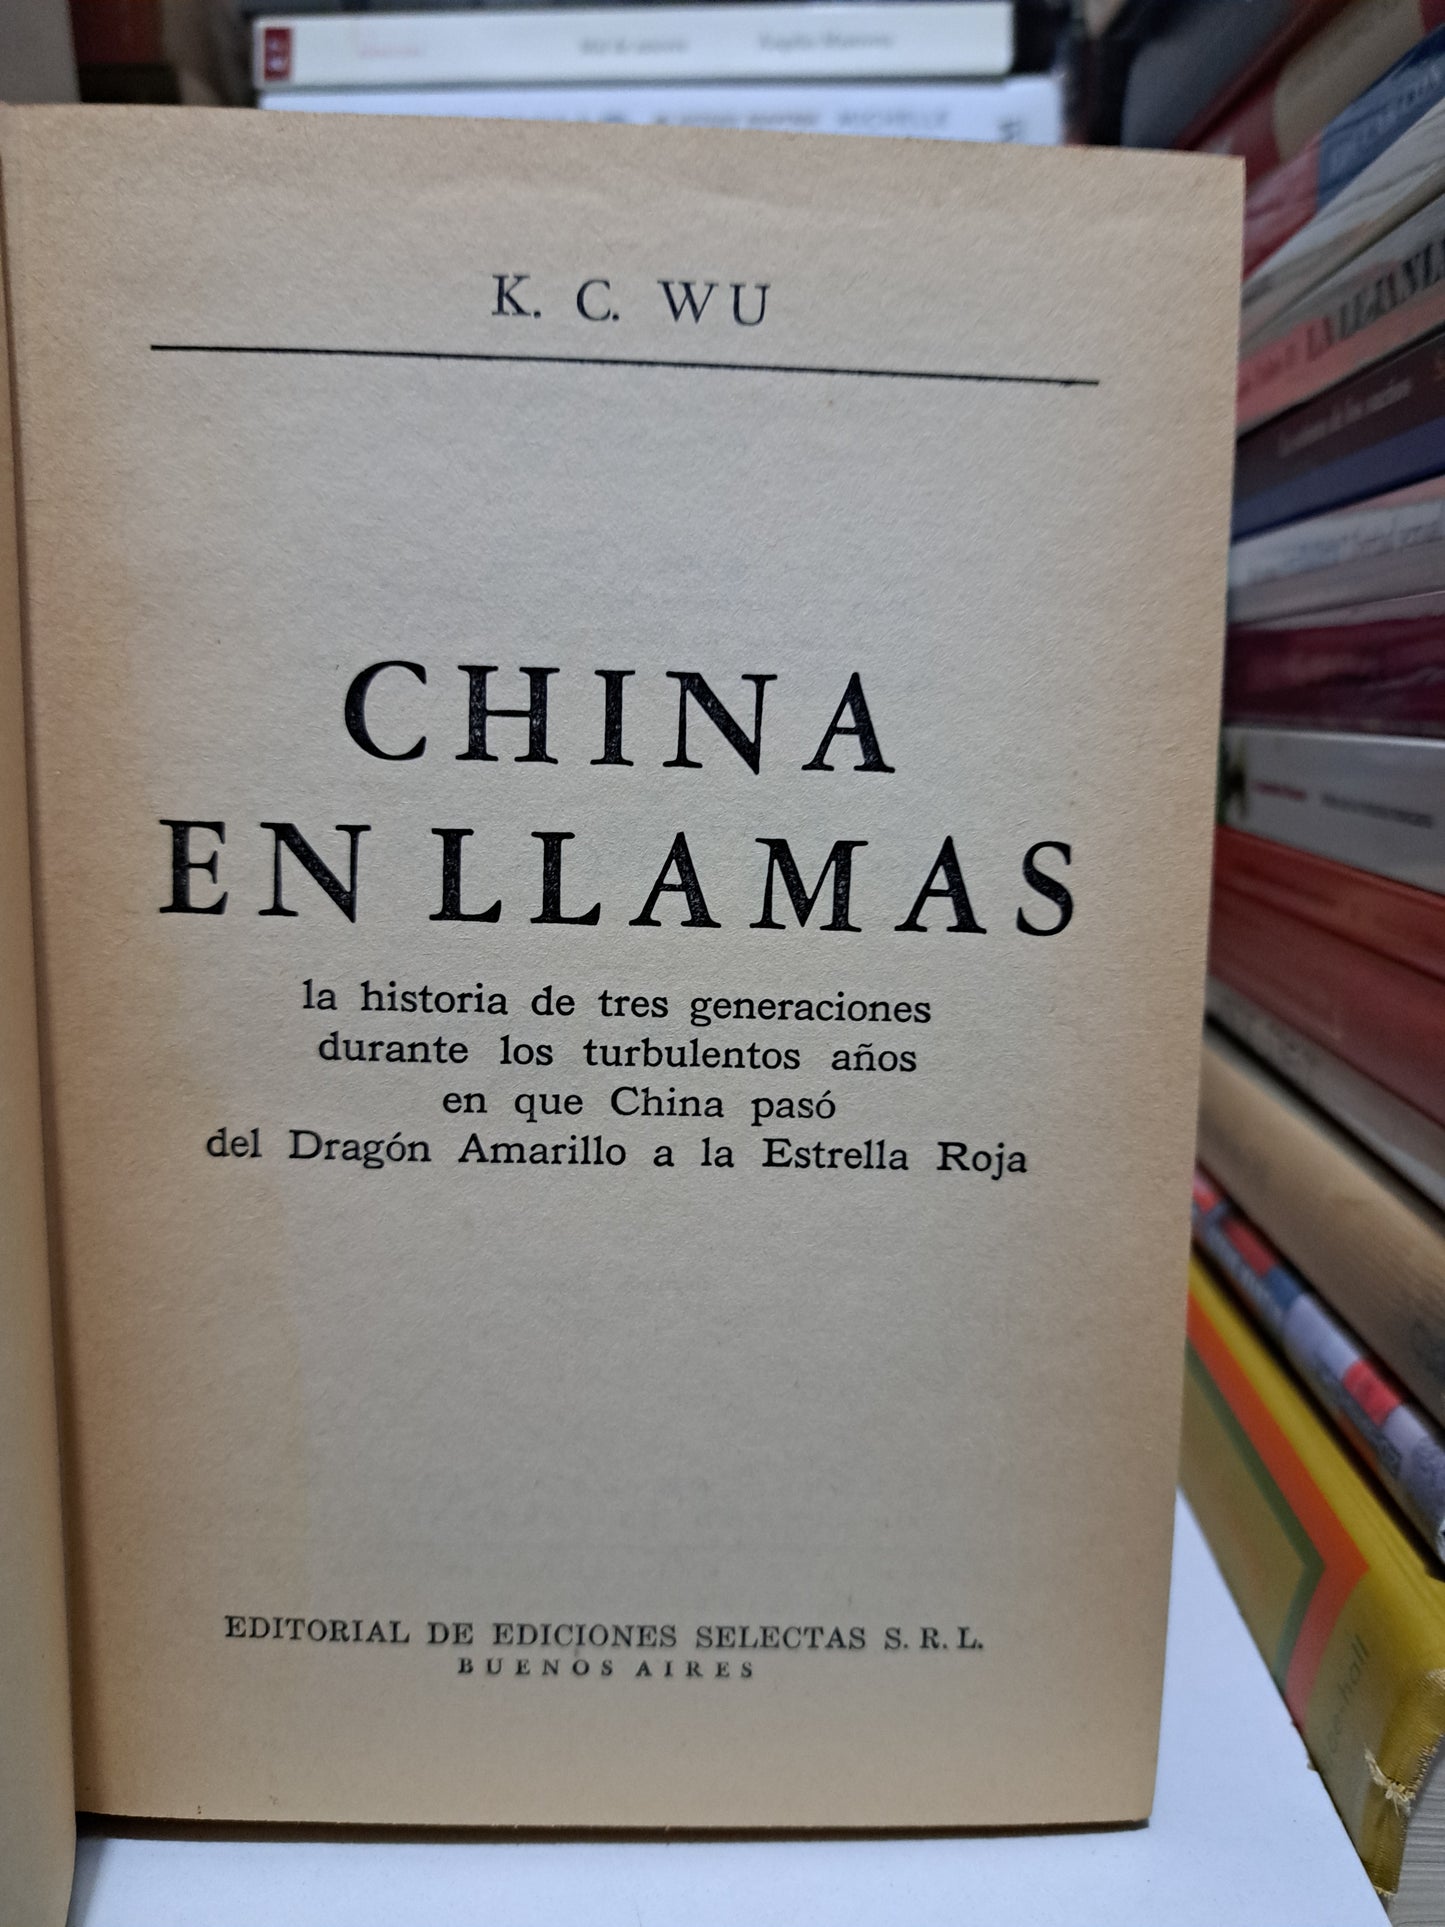 MICHELLE
K. C. WU
CHINA
EN LLAMAS
la historia de tres generaciones
durante los turbulentos años
en que China pasó
del Dragón Amarillo a la Estrella Roja
EDITORIAL DE EDICIONES SELECTAS S. R. L.
BUENOS AIRES